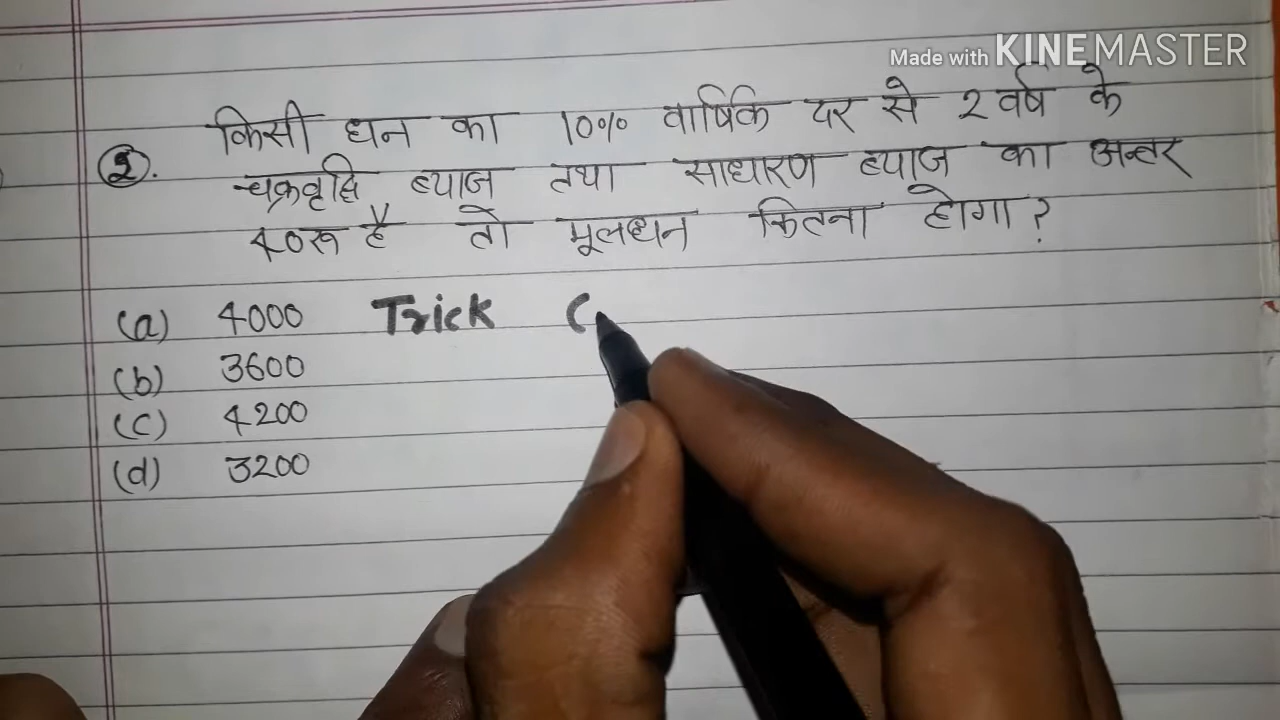 Made with KINEMASTER
किसी धन का 10% वार्षिक दर से 2 वर्ष के
(2). चक्रवृद्धि ब्याज तथा साधारण ब्याज का अन्तर
40रू है तो मूलधन कितना होगा?
(a) 4000 Trick (
(b) 3600
(c) 4200
(d) 3200